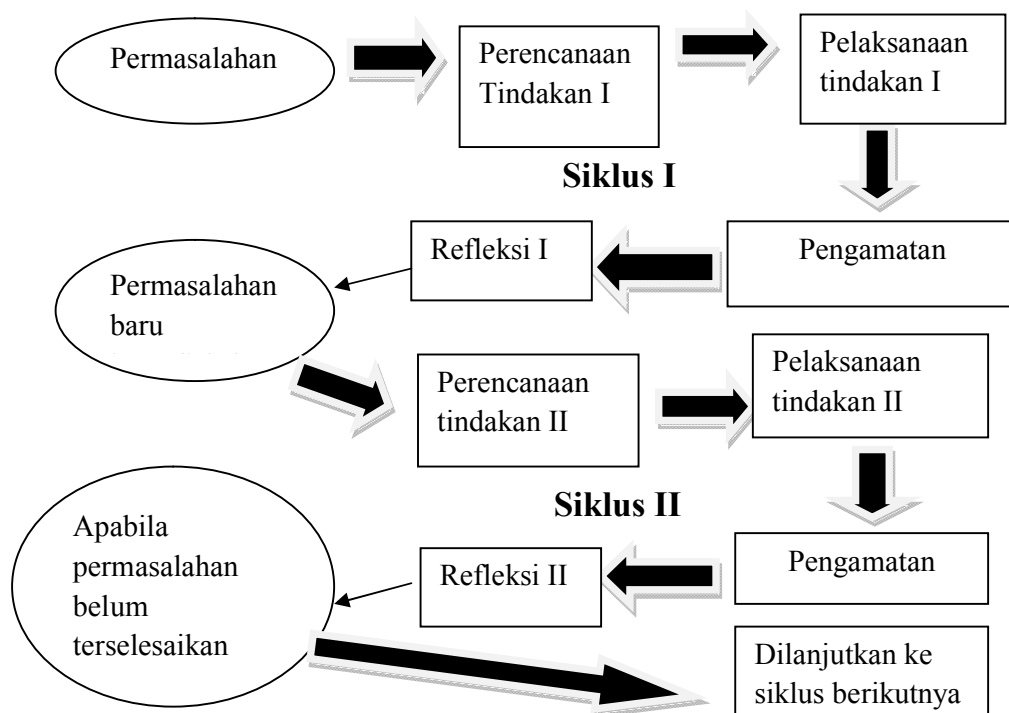 Permasalahan
Perencanaan
Tindakan I
Pelaksanaan
tindakan I
Siklus I
Pengamatan
Refleksi I
Permasalahan
baru
Perencanaan
tindakan II
Pelaksanaan
tindakan II
Siklus II
Pengamatan
Refleksi II
Apabila
permasalahan
belum
terselesaikan
Dilanjutkan ke
siklus berikutnya